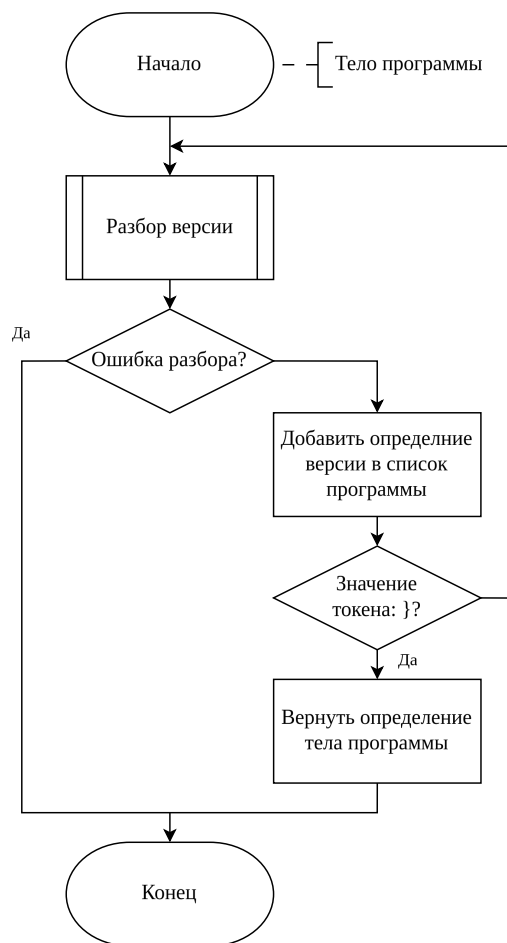 Начало
Тело программы
Разбор версии
Да
Ошибка разбора?
Добавить определние
версии в список
программы
Значение
токена: }?
Да
Вернуть определение
тела программы
Конец